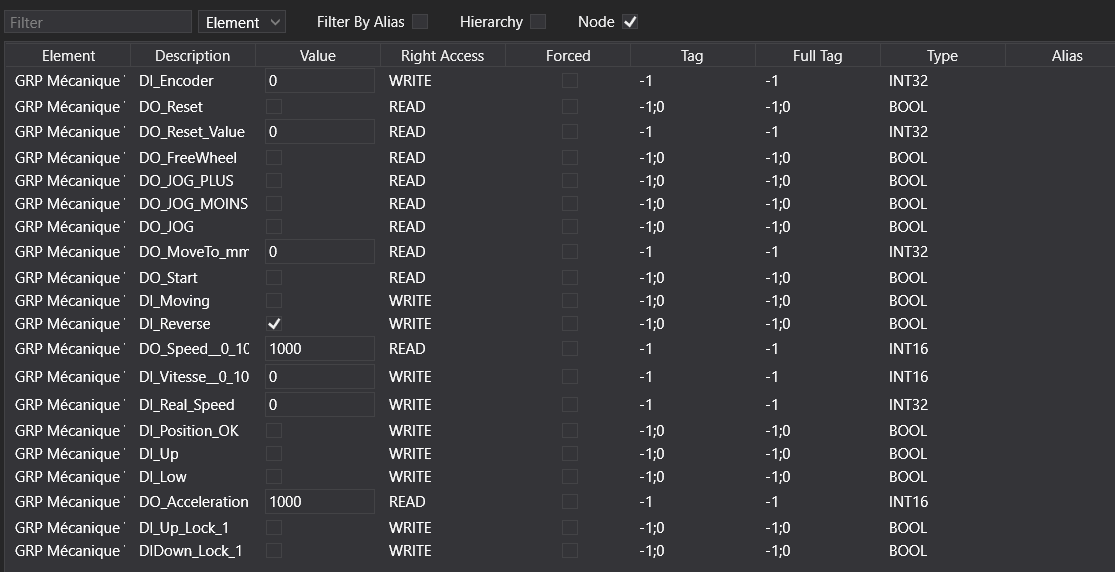 Filter Element Filter By Alias Hierarchy Node
Element Description Value Right Access Forced Tag Full Tag Type Alias
GRP Mécanique ' DI_Encoder 0 WRITE -1 -1 INT32
GRP Mécanique ' DO_Reset READ -1;0 -1;0 BOOL
GRP Mécanique ' DO_Reset_Value 0 READ -1 -1 INT32
GRP Mécanique ' DO_FreeWheel READ -1;0 -1;0 BOOL
GRP Mécanique ' DO_JOG_PLUS READ -1;0 -1;0 BOOL
GRP Mécanique ' DO_JOG_MOINS READ -1;0 -1;0 BOOL
GRP Mécanique ' DO_JOG READ -1;0 -1;0 BOOL
GRP Mécanique ' DO_MoveTo_mm 0 READ -1 -1 INT32
GRP Mécanique ' DO_Start READ -1;0 -1;0 BOOL
GRP Mécanique ' DI_Moving WRITE -1;0 -1;0 BOOL
GRP Mécanique ' DI_Reverse WRITE -1;0 -1;0 BOOL
GRP Mécanique ' DO_Speed__0_10 1000 READ -1 -1 INT16
GRP Mécanique ' DI_Vitesse__0_10 0 WRITE -1 -1 INT16
GRP Mécanique ' DI_Real_Speed 0 WRITE -1 -1 INT32
GRP Mécanique ' DI_Position_OK WRITE -1;0 -1;0 BOOL
GRP Mécanique ' DI_Up WRITE -1;0 -1;0 BOOL
GRP Mécanique ' DI_Low WRITE -1;0 -1;0 BOOL
GRP Mécanique ' DO_Acceleration 1000 READ -1 -1 INT16
GRP Mécanique ' DI_Up_Lock_1 WRITE -1;0 -1;0 BOOL
GRP Mécanique ' DIDown_Lock_1 WRITE -1;0 -1;0 BOOL